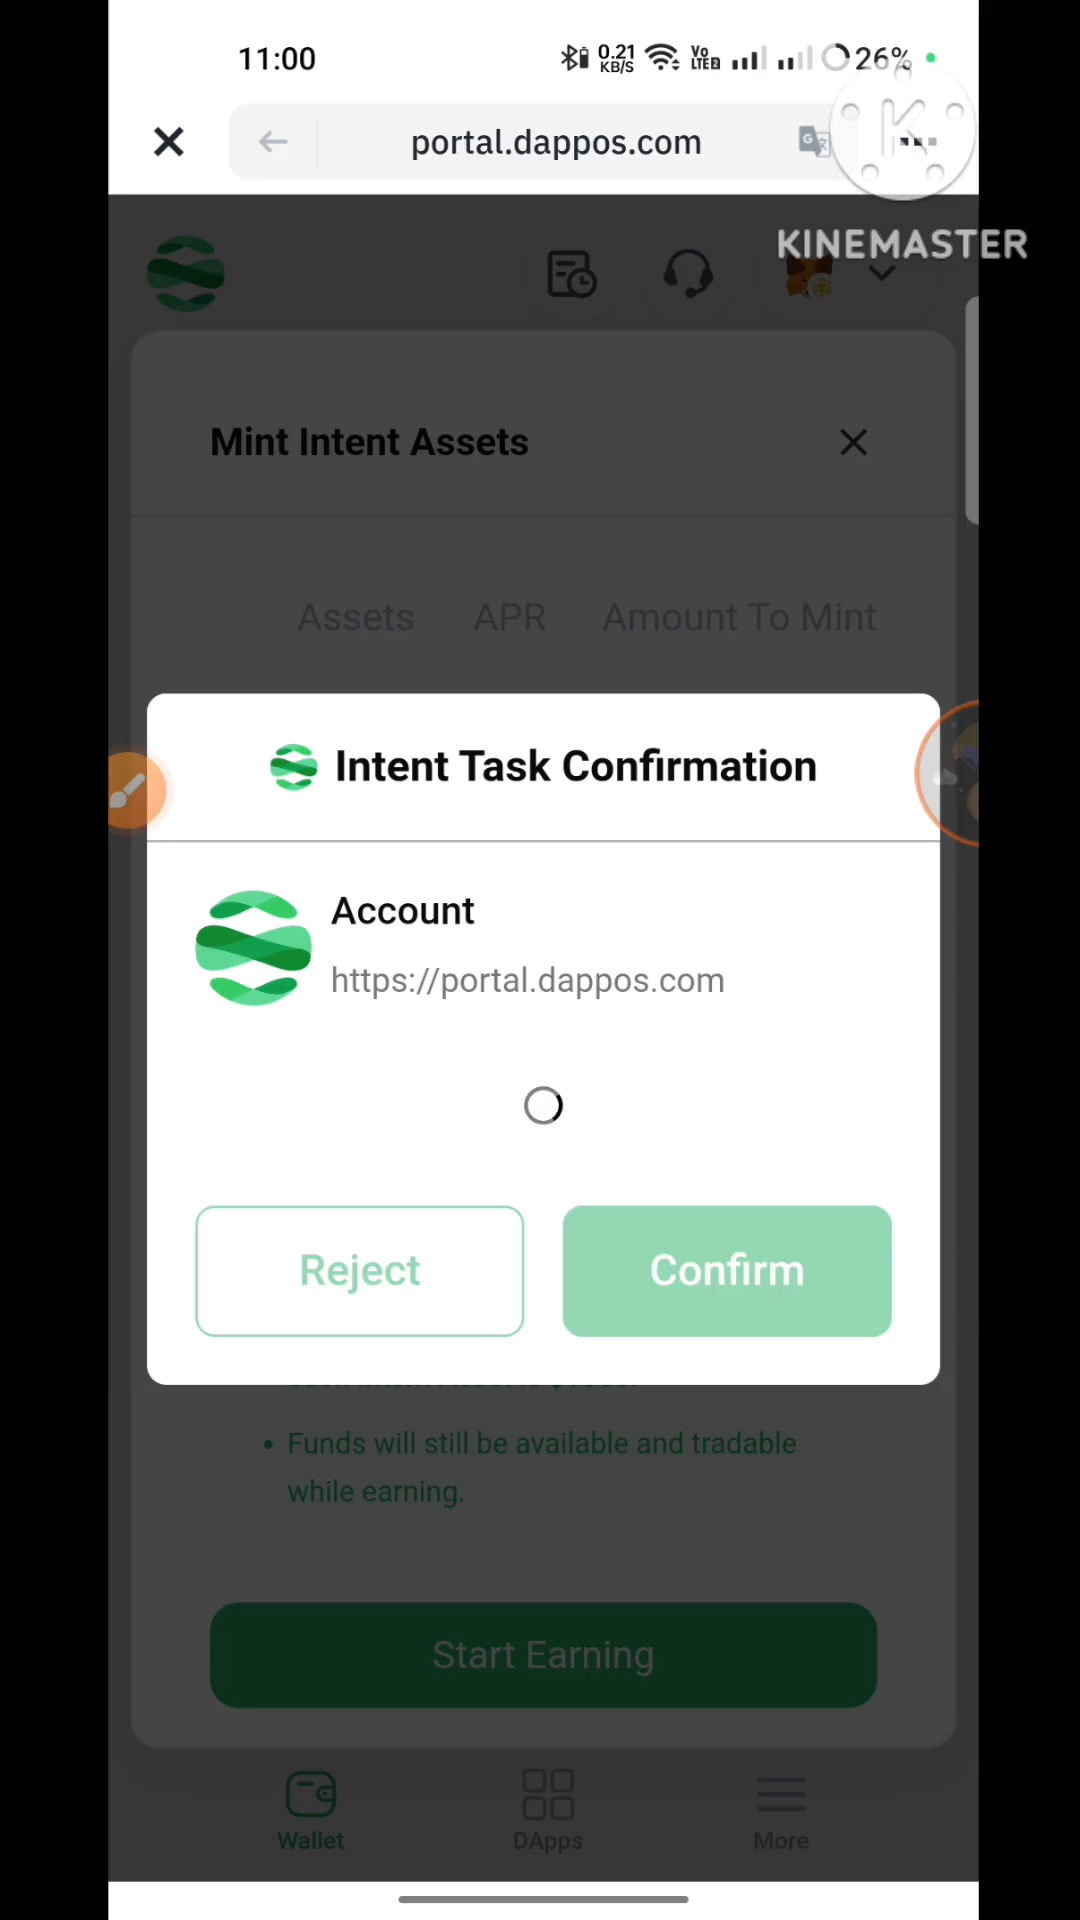 11:00
0.21
KB/S
Vo
LTE2
26%
portal.dappos.com
KINEMASTER
Mint Intent Assets
Assets APR Amount To Mint
Intent Task Confirmation
Account
https://portal.dappos.com
Reject Confirm
• Funds will still be available and tradable
while earning.
Start Earning
Wallet DApps More